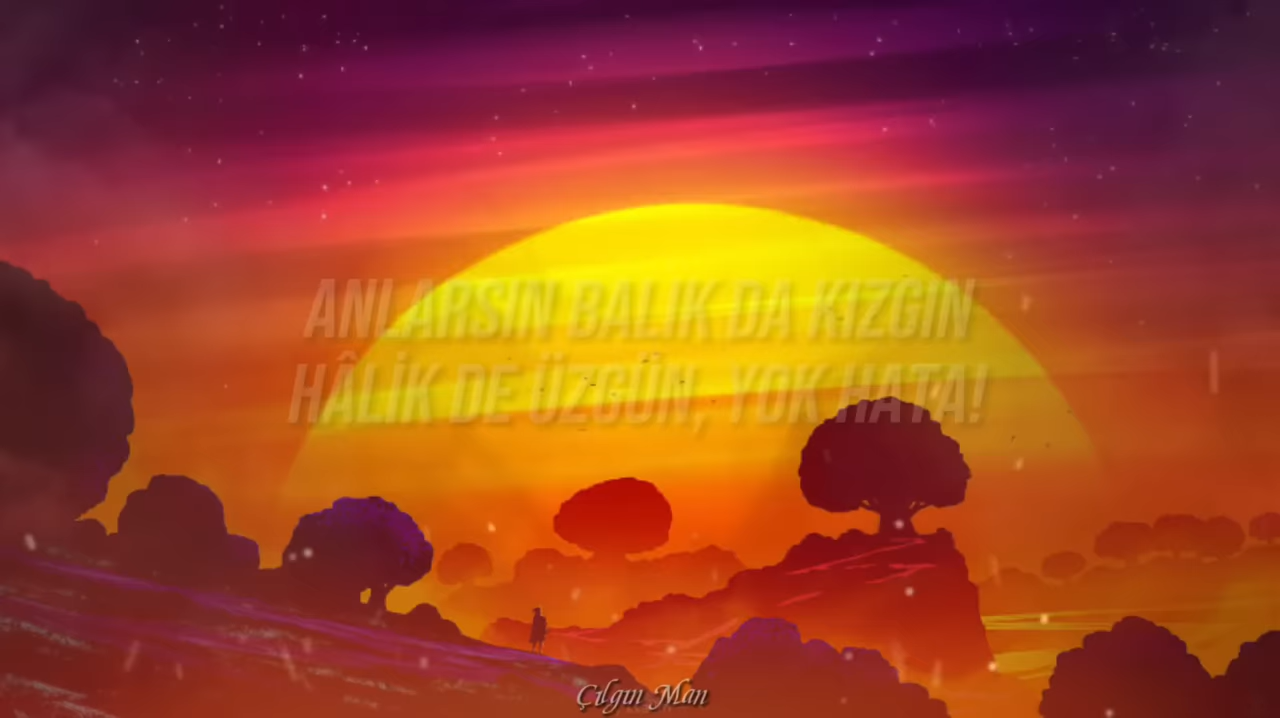 ANLARSIN BALIK DA KIZGIN
HÂLİK DE ÜZGÜN, YOK HATA!
Çılgın Man